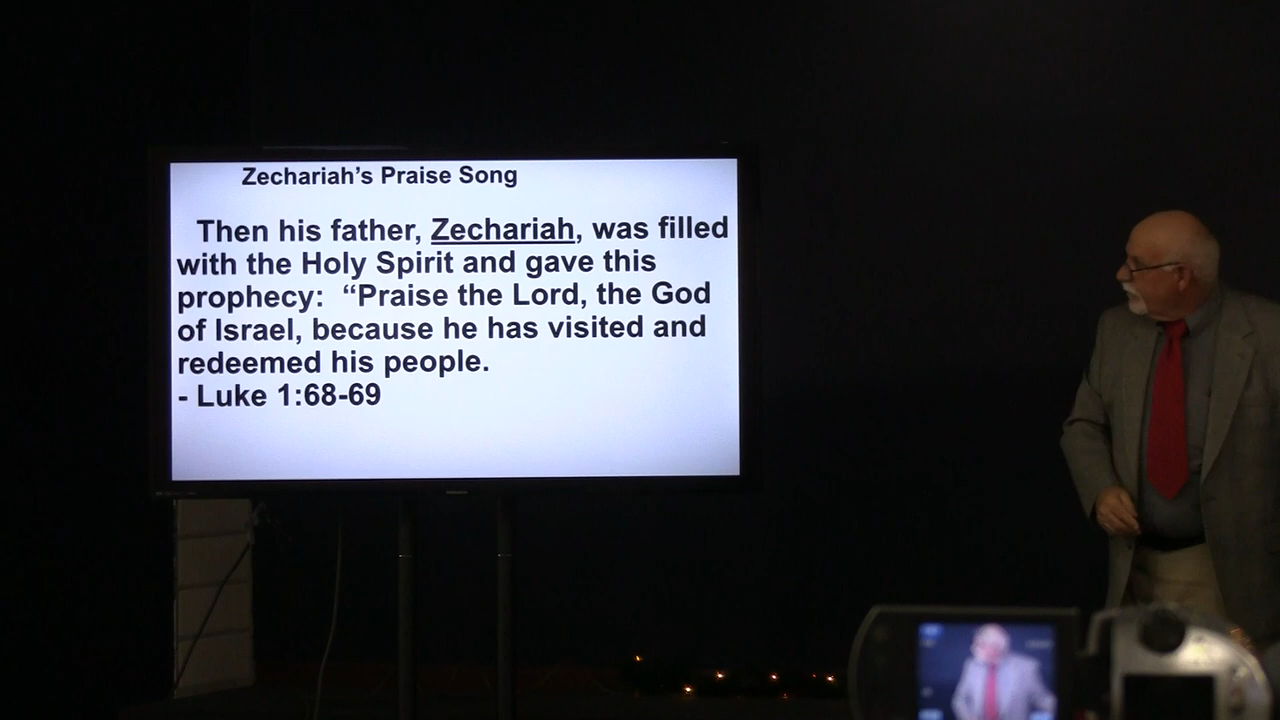 Zechariah’s Praise Song
Then his father, Zechariah, was filled
with the Holy Spirit and gave this
prophecy:  “Praise the Lord, the God
of Israel, because he has visited and
redeemed his people.
- Luke 1:68-69